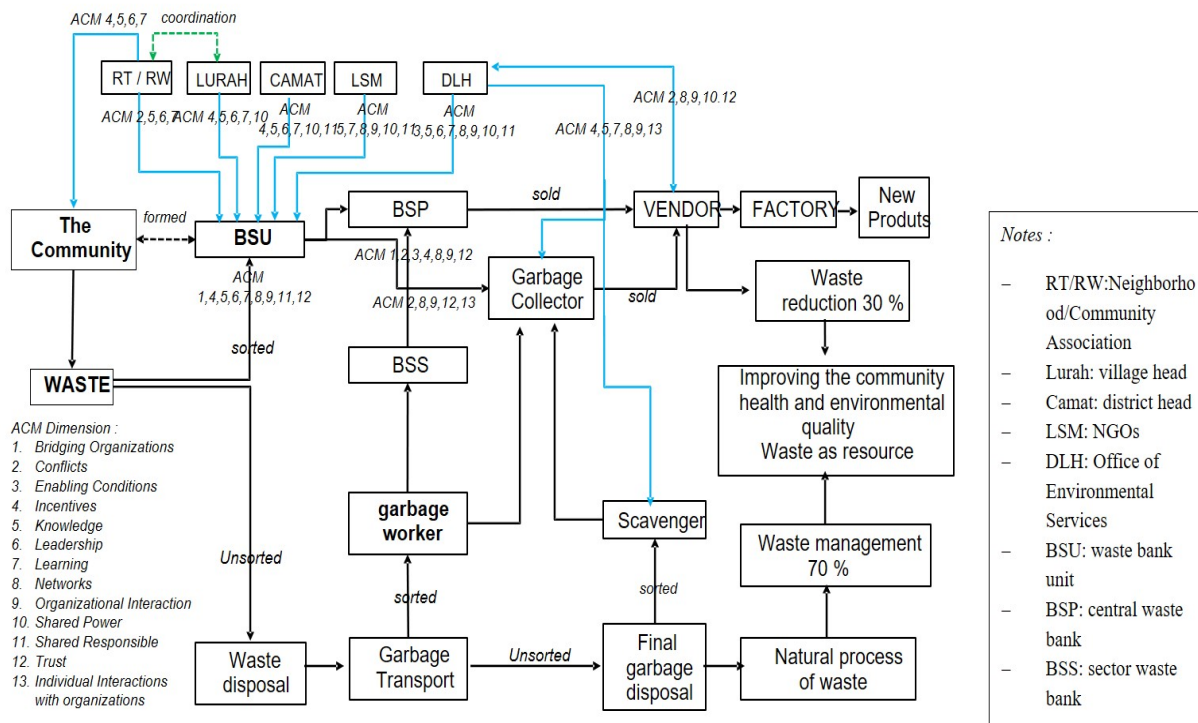 ACM 4,5,6,7
coordination
RT / RW
LURAH
CAMAT
LSM
DLH
ACM 2,5,6,7
ACM 4,5,6,7,10
ACM
4,5,6,7,10,11
ACM
5,7,8,9,10,11
ACM
3,5,6,7,8,9,10,11
ACM 4,5,7,8,9,13
ACM 2,8,9,10.12
The
Community
formed
BSU
BSP
sold
VENDOR
FACTORY
New
Produts
ACM
1,4,5,6,7,8,9,11,12
ACM 1,2,3,4,8,9,12
ACM 2,8,9,12,13
Garbage
Collector
sold
Waste
reduction 30 %
sorted
BSS
WASTE
Improving the community
health and environmental
quality
Waste as resource
ACM Dimension :
1. Bridging Organizations
2. Conflicts
3. Enabling Conditions
4. Incentives
5. Knowledge
6. Leadership
7. Learning
8. Networks
9. Organizational Interaction
10. Shared Power
11. Shared Responsible
12. Trust
13. Individual Interactions
with organizations
Unsorted
garbage
worker
Scavenger
Waste management
70 %
sorted
sorted
Waste
disposal
Garbage
Transport
Unsorted
Final
garbage
disposal
Natural process
of waste
Notes :
– RT/RW:Neighborho
od/Community
Association
– Lurah: village head
– Camat: district head
– LSM: NGOs
– DLH: Office of
Environmental
Services
– BSU: waste bank
unit
– BSP: central waste
bank
– BSS: sector waste
bank